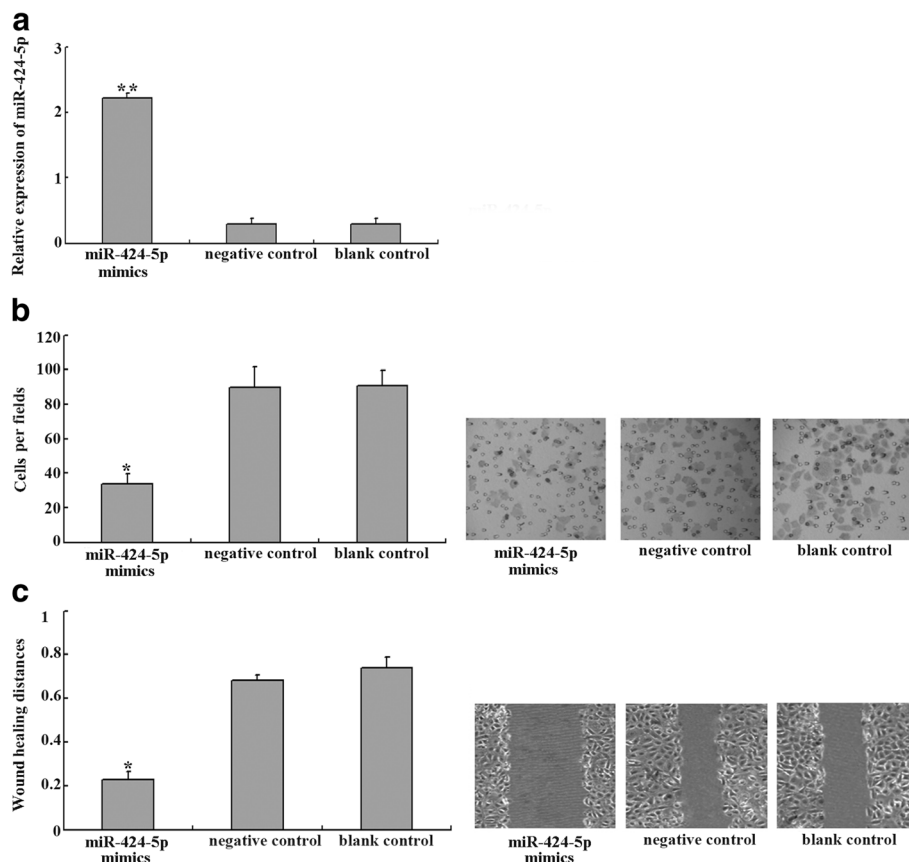 a
Relative expression of miR-424-5p
3
2
1
0
**
miR-424-5p
mimics
negative control
blank control
b
Cells per fields
120
100
80
60
40
20
0
*
miR-424-5p
mimics
negative control
blank control
miR-424-5p
mimics
negative control
blank control
c
Wound healing distances
1
0.8
0.6
0.4
0.2
0
*
miR-424-5p
mimics
negative control
blank control
miR-424-5p
mimics
negative control
blank control